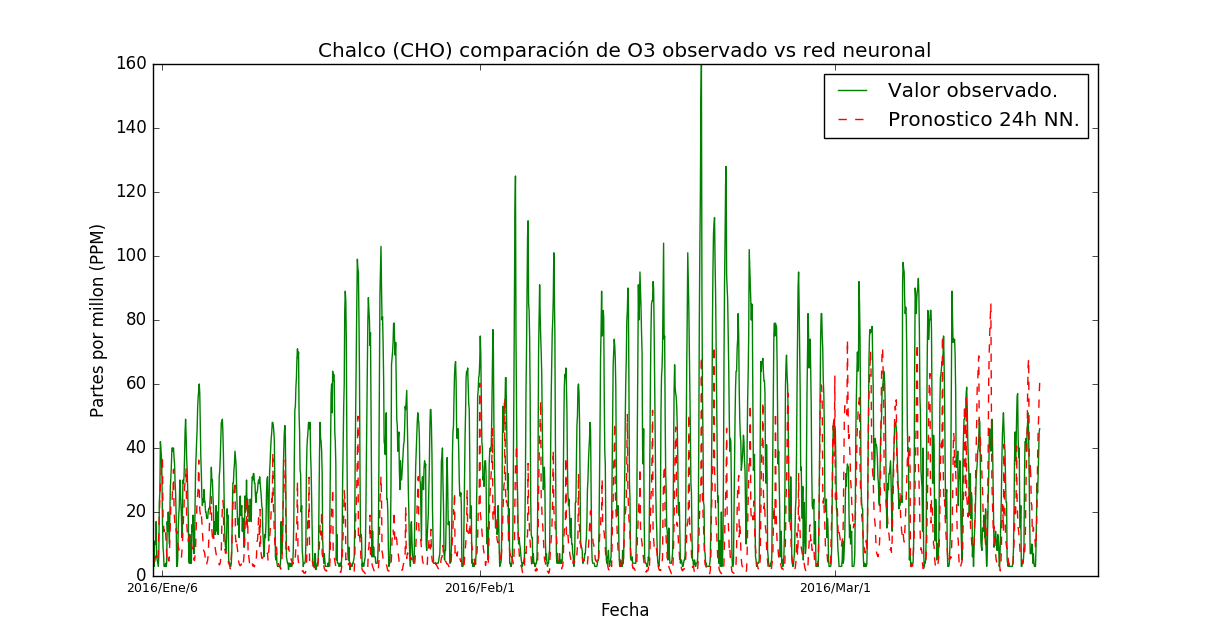 Chalco (CHO) comparación de O3 observado vs red neuronal
Valor observado.
Pronostico 24h NN.
Partes por millon (PPM)
160
140
120
100
80
60
40
20
0
2016/Ene/6
2016/Feb/1
2016/Mar/1
Fecha